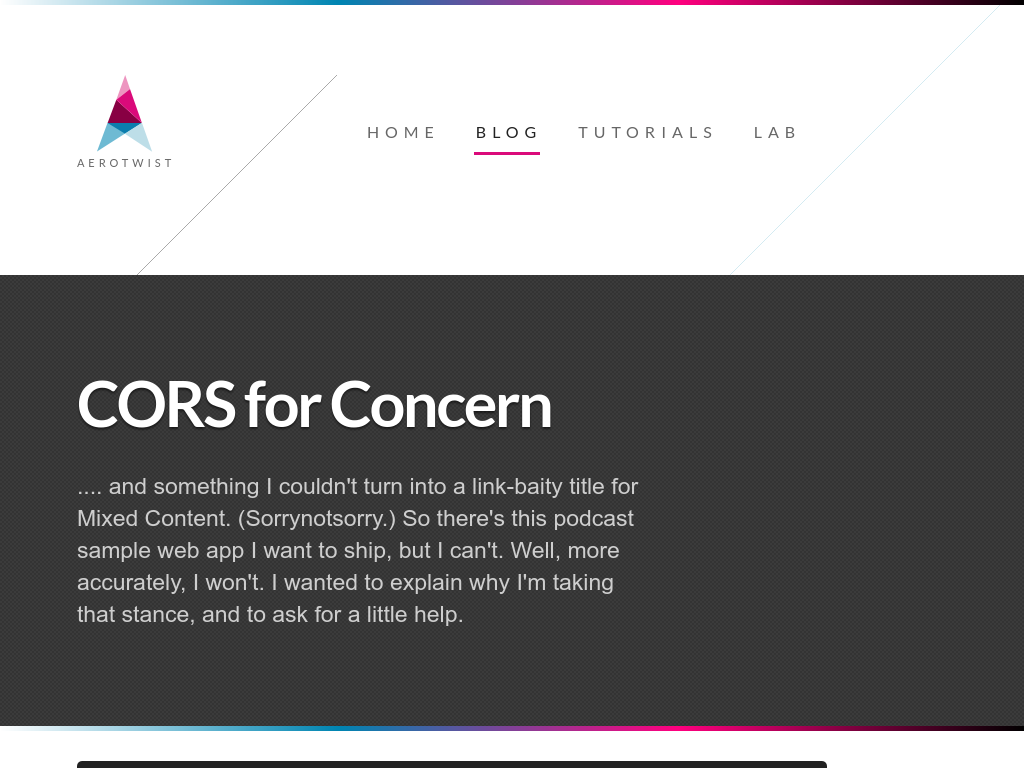 AEROTWIST
HOME BLOG TUTORIALS LAB
CORS for Concern
.... and something I couldn't turn into a link-baity title for
Mixed Content. (Sorrynotsorry.) So there's this podcast
sample web app I want to ship, but I can't. Well, more
accurately, I won't. I wanted to explain why I'm taking
that stance, and to ask for a little help.